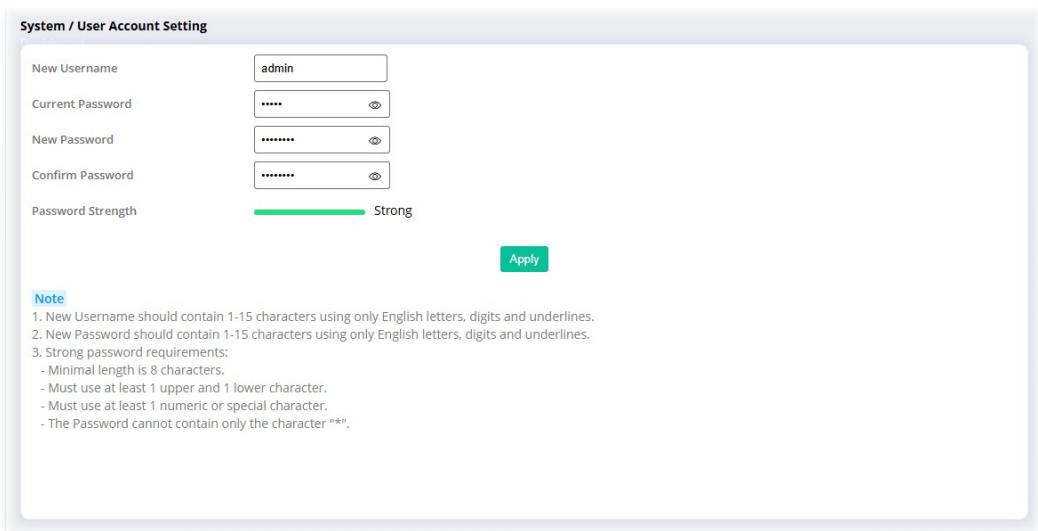 System / User Account Setting
New Username admin
Current Password •••••
New Password ••••••••
Confirm Password ••••••••
Password Strength Strong
Apply
Note
1. New Username should contain 1-15 characters using only English letters, digits and underlines.
2. New Password should contain 1-15 characters using only English letters, digits and underlines.
3. Strong password requirements:
- Minimal length is 8 characters.
- Must use at least 1 upper and 1 lower character.
- Must use at least 1 numeric or special character.
- The Password cannot contain only the character "*".